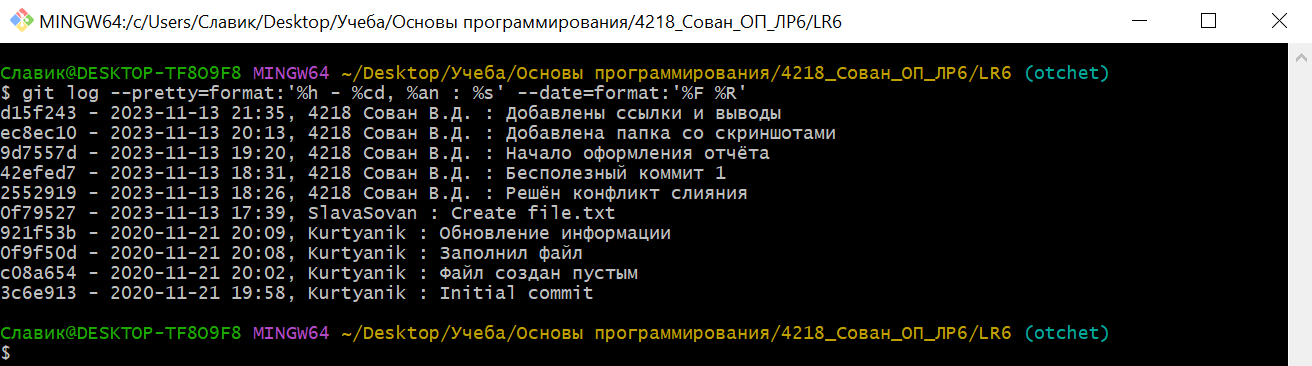 MINGW64:/c/Users/Славик/Desktop/Учеба/Основы программирования/4218_Сован_ОП_ЛР6/LR6
Славик@DESKTOP-TF8O9F8 MINGW64 ~/Desktop/Учеба/Основы программирования/4218_Сован_ОП_ЛР6/LR6 (otchet)
$ git log --pretty=format:'%h - %cd, %an : %s' --date=format:'%F %R'
d15f243 - 2023-11-13 21:35, 4218 Сован В.Д. : Добавлены ссылки и выводы
ec8ec10 - 2023-11-13 20:13, 4218 Сован В.Д. : Добавлена папка со скриншотами
9d7557d - 2023-11-13 19:20, 4218 Сован В.Д. : Начало оформления отчёта
42efed7 - 2023-11-13 18:31, 4218 Сован В.Д. : Бесполезный коммит 1
2552919 - 2023-11-13 18:26, 4218 Сован В.Д. : Решён конфликт слияния
0f79527 - 2023-11-13 17:39, SlavaSovan : Create file.txt
921f53b - 2020-11-21 20:09, Kurtyanik : Обновление информации
0f9f50d - 2020-11-21 20:08, Kurtyanik : Заполнил файл
c08a654 - 2020-11-21 20:02, Kurtyanik : Файл создан пустым
3c6e913 - 2020-11-21 19:58, Kurtyanik : Initial commit
Славик@DESKTOP-TF8O9F8 MINGW64 ~/Desktop/Учеба/Основы программирования/4218_Сован_ОП_ЛР6/LR6 (otchet)
$